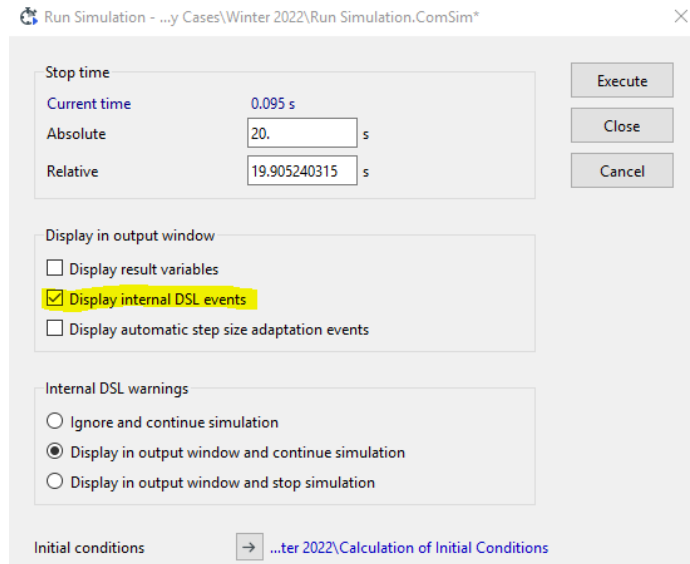 Run Simulation - ...y Cases\Winter 2022\Run Simulation.ComSim*
Stop time
Execute
Current time 0.095 s
Absolute 20. s
Close
Relative 19.905240315 s
Cancel
Display in output window
Display result variables
Display internal DSL events
Display automatic step size adaptation events
Internal DSL warnings
Ignore and continue simulation
Display in output window and continue simulation
Display in output window and stop simulation
Initial conditions → ...ter 2022\Calculation of Initial Conditions